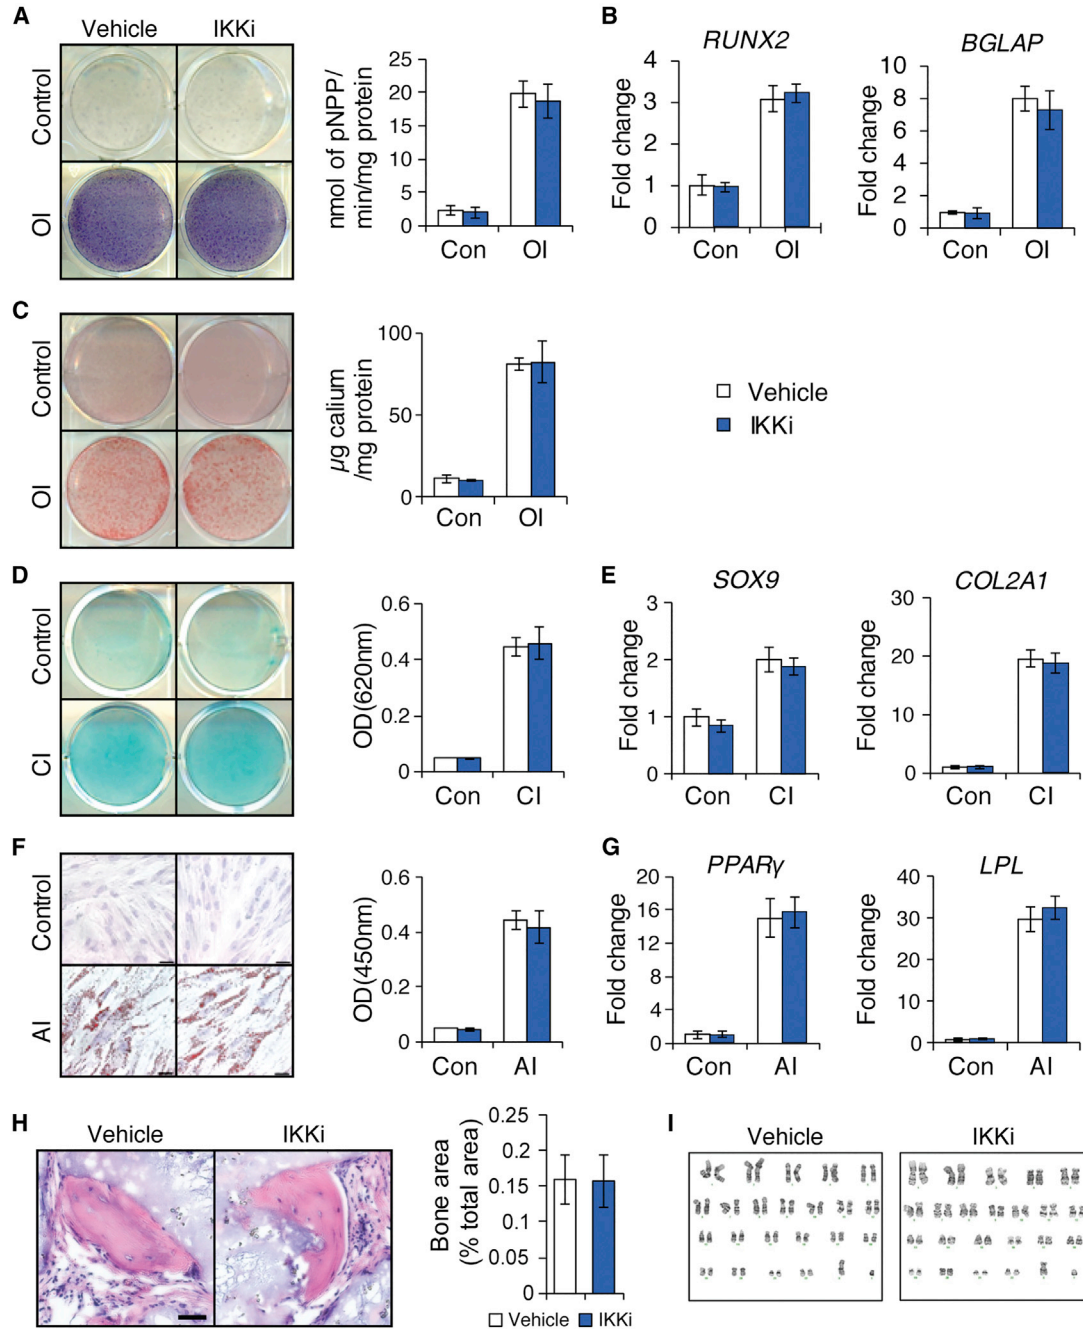 A
Vehicle
IKKi
Control
OI
nmol of pNPP/
min/mg protein
25
20
15
10
5
0
Con
OI
B
RUNX2
Fold change
4
3
2
1
0
Con
OI
BGLAP
Fold change
10
8
6
4
2
0
Con
OI
C
Control
OI
µg calium
/mg protein
100
50
0
Con
OI
Vehicle
IKKi
D
Control
CI
OD(620nm)
0.6
0.4
0.2
0
Con
CI
E
SOX9
Fold change
3
2
1
0
Con
CI
COL2A1
Fold change
30
20
10
0
Con
CI
F
Control
AI
OD(450nm)
0.6
0.4
0.2
0
Con
AI
G
PPARγ
Fold change
20
16
12
8
4
0
Con
AI
LPL
Fold change
40
30
20
10
0
Con
AI
H
Vehicle
IKKi
Bone area
(% total area)
0.25
0.2
0.15
0.1
0.05
0
Vehicle
IKKi
I
Vehicle
IKKi